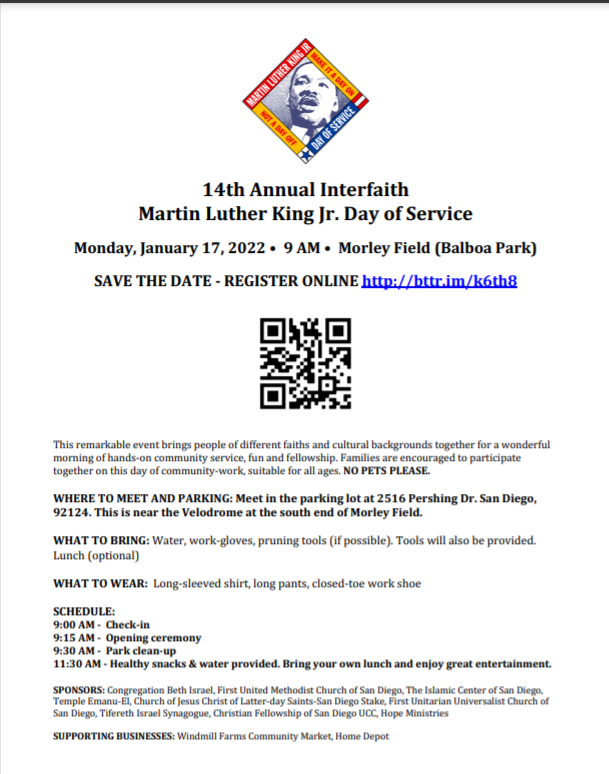 MARTIN LUTHER KING JR
MAKE IT A DAY ON
NOT A DAY OFF
DAY OF SERVICE
14th Annual Interfaith
Martin Luther King Jr. Day of Service
Monday, January 17, 2022 • 9 AM • Morley Field (Balboa Park)
SAVE THE DATE - REGISTER ONLINE http://bttr.im/k6th8
This remarkable event brings people of different faiths and cultural backgrounds together for a wonderful
morning of hands-on community service, fun and fellowship. Families are encouraged to participate
together on this day of community-work, suitable for all ages. NO PETS PLEASE.
WHERE TO MEET AND PARKING: Meet in the parking lot at 2516 Pershing Dr. San Diego,
92124. This is near the Velodrome at the south end of Morley Field.
WHAT TO BRING: Water, work-gloves, pruning tools (if possible). Tools will also be provided.
Lunch (optional)
WHAT TO WEAR: Long-sleeved shirt, long pants, closed-toe work shoe
SCHEDULE:
9:00 AM - Check-in
9:15 AM - Opening ceremony
9:30 AM - Park clean-up
11:30 AM - Healthy snacks & water provided. Bring your own lunch and enjoy great entertainment.
SPONSORS: Congregation Beth Israel, First United Methodist Church of San Diego, The Islamic Center of San Diego,
Temple Emanu-El, Church of Jesus Christ of Latter-day Saints-San Diego Stake, First Unitarian Universalist Church of
San Diego, Tifereth Israel Synagogue, Christian Fellowship of San Diego UCC, Hope Ministries
SUPPORTING BUSINESSES: Windmill Farms Community Market, Home Depot